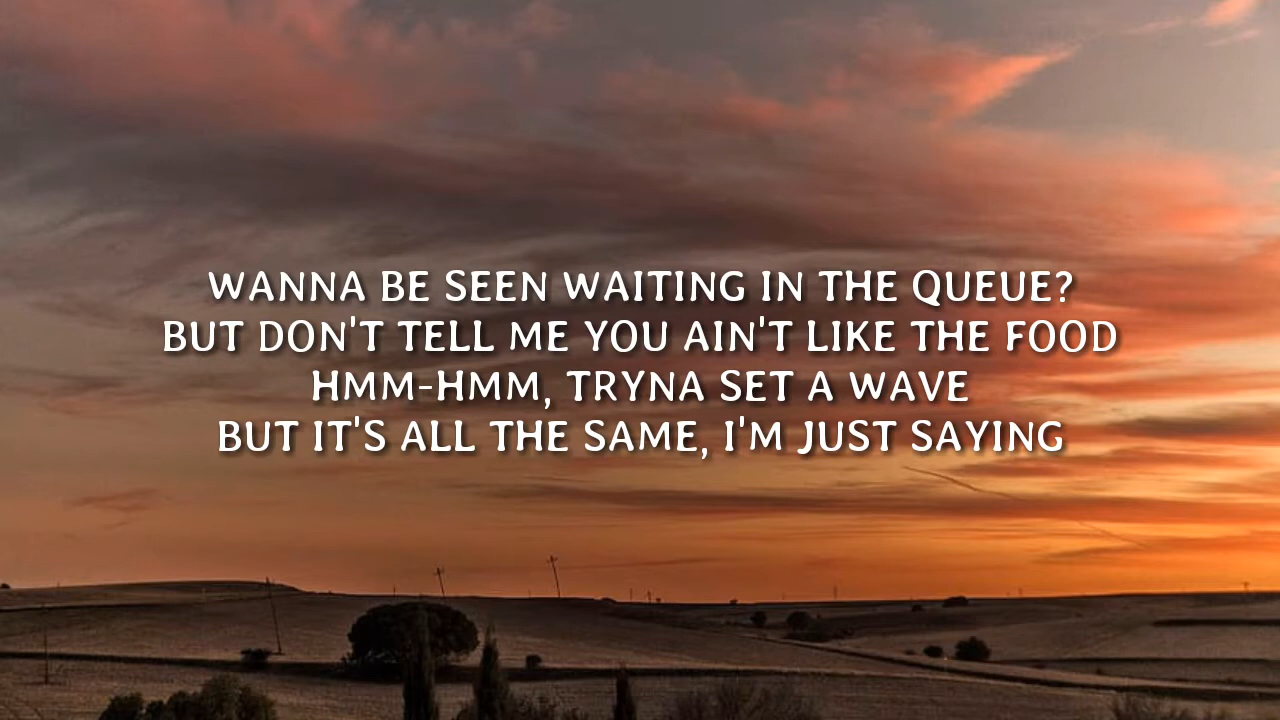 WANNA BE SEEN WAITING IN THE QUEUE?
BUT DON'T TELL ME YOU AIN'T LIKE THE FOOD
HMM-HMM, TRYNA SET A WAVE
BUT IT'S ALL THE SAME, I'M JUST SAYING